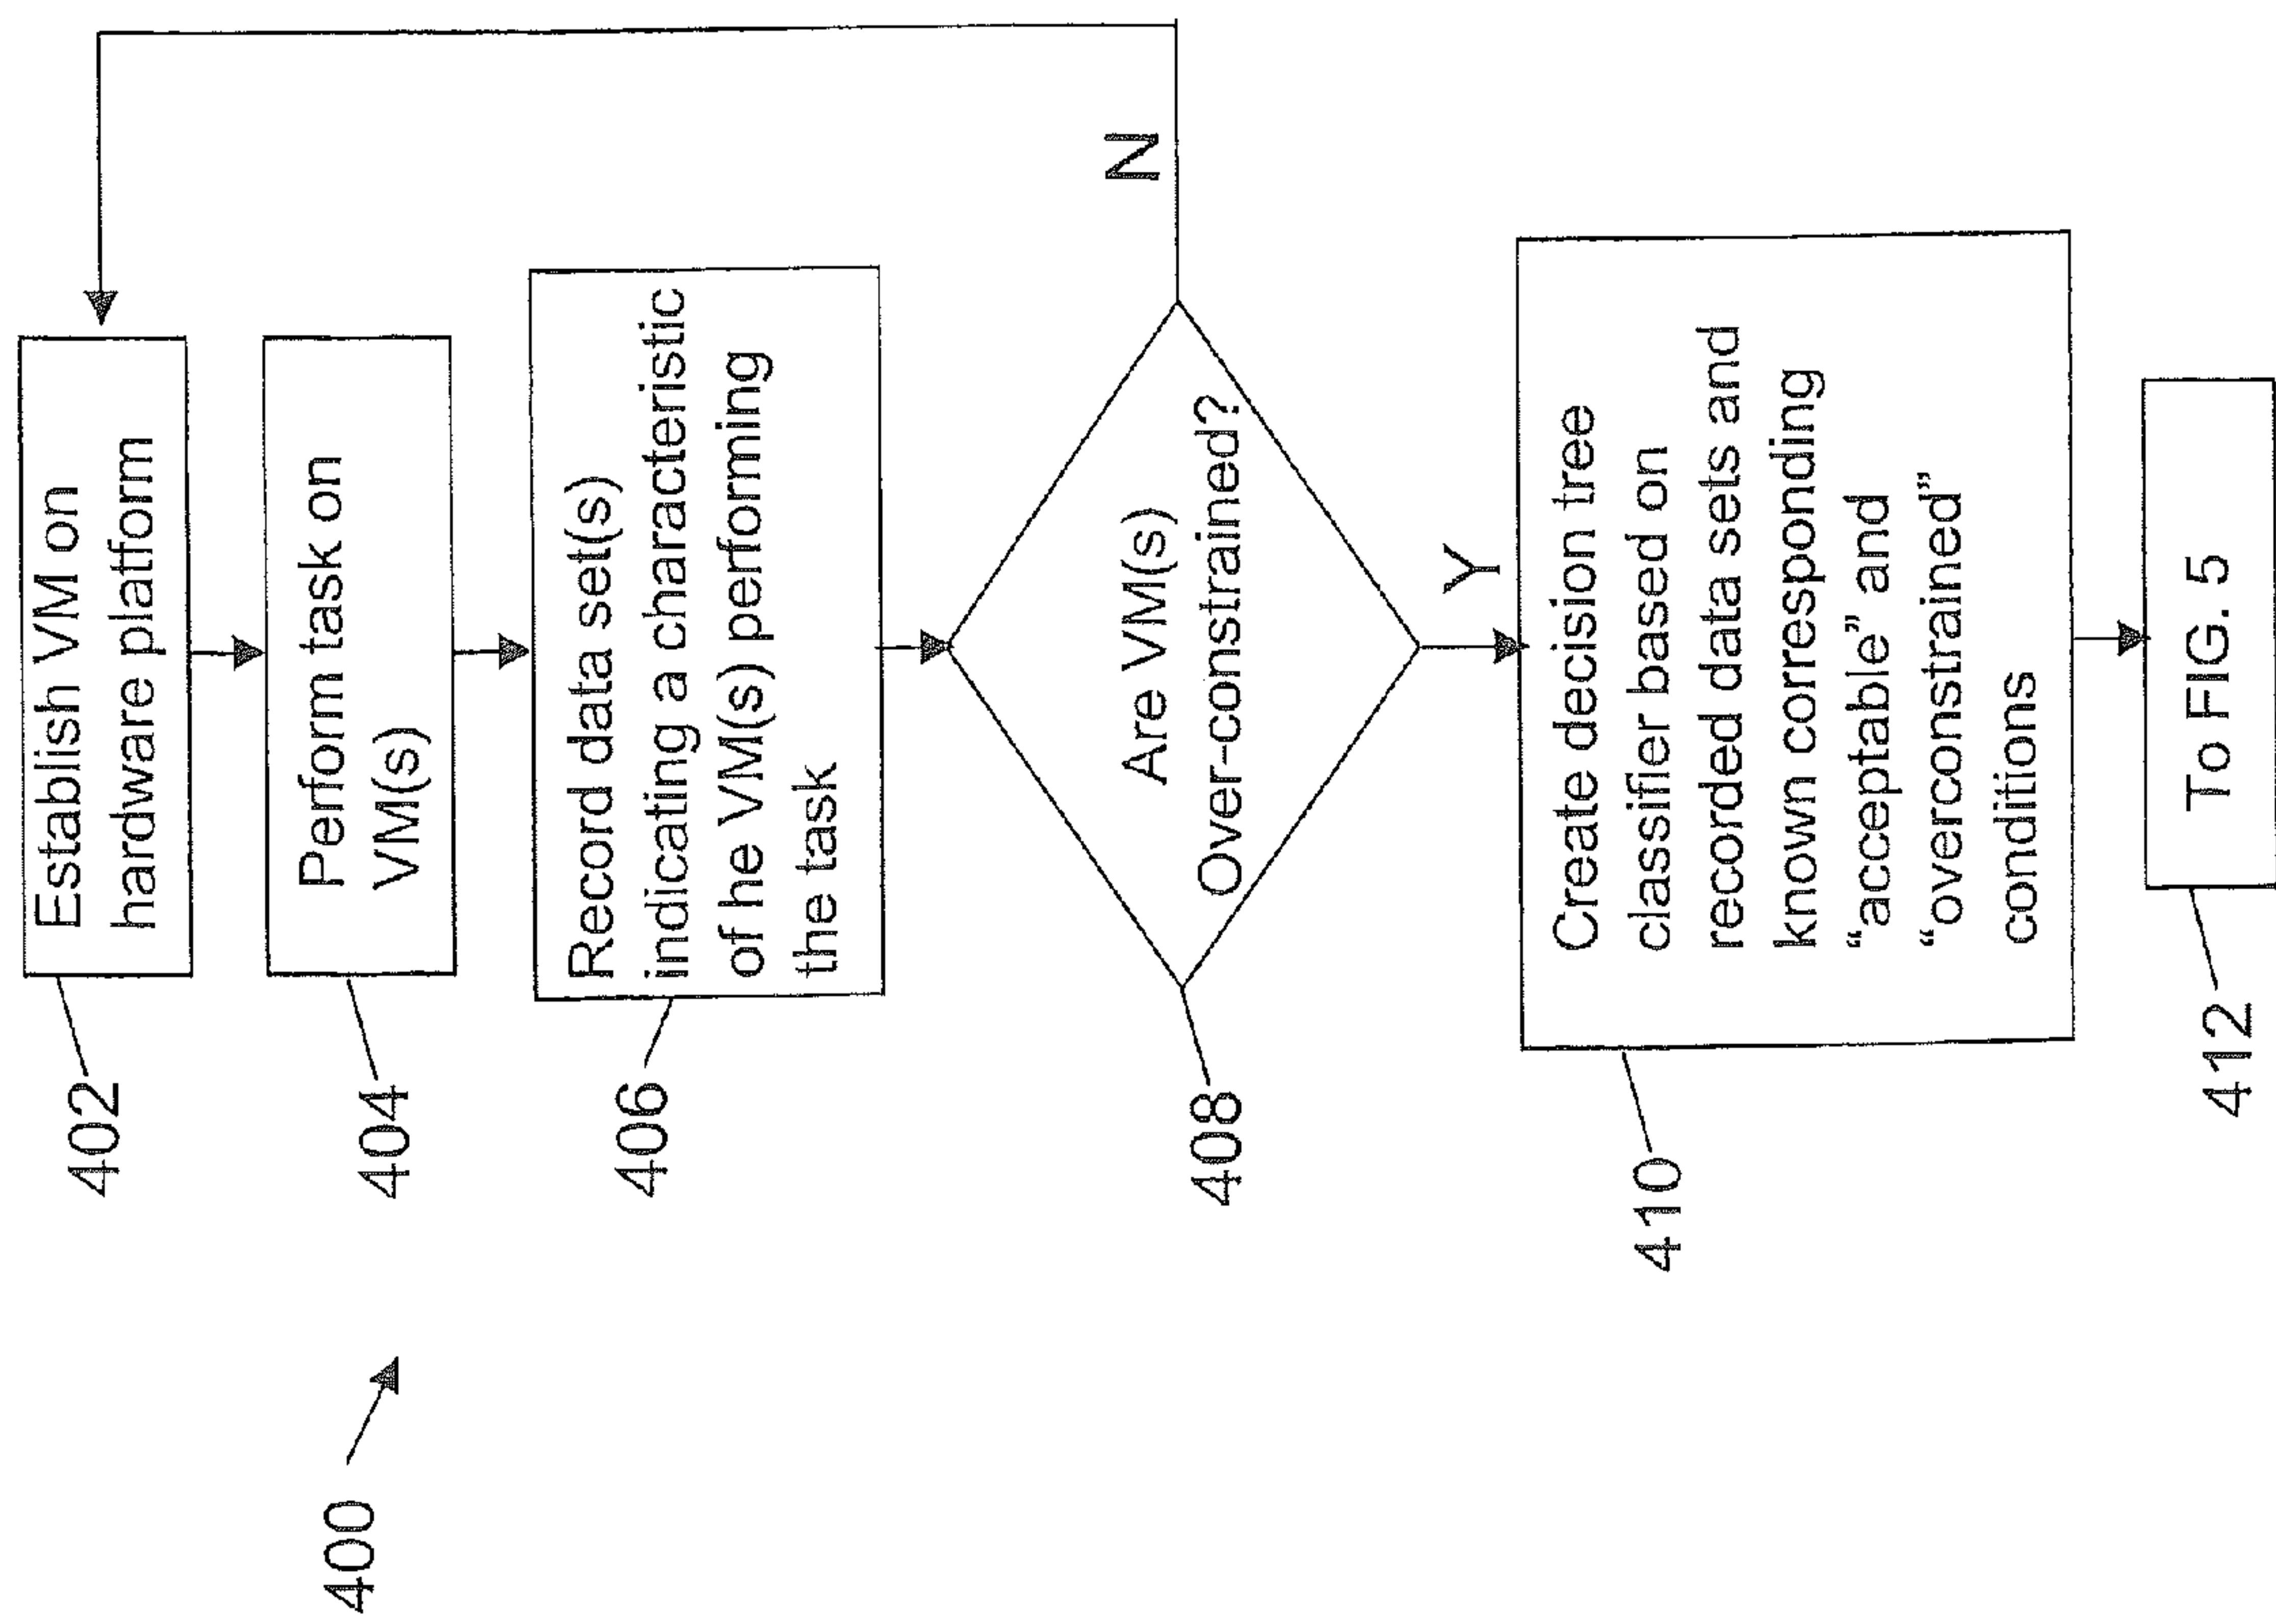 400
402
Establish VM on
hardware platform
404
Perform task on
VM(s)
406
Record data set(s)
indicating a characteristic
of he VM(s) performing
the task
408
Are VM(s)
Over-constrained?
N
Y
410
Create decision tree
classifier based on
recorded data sets and
known corresponding
“acceptable” and
“overconstrained”
conditions
412
To FIG. 5